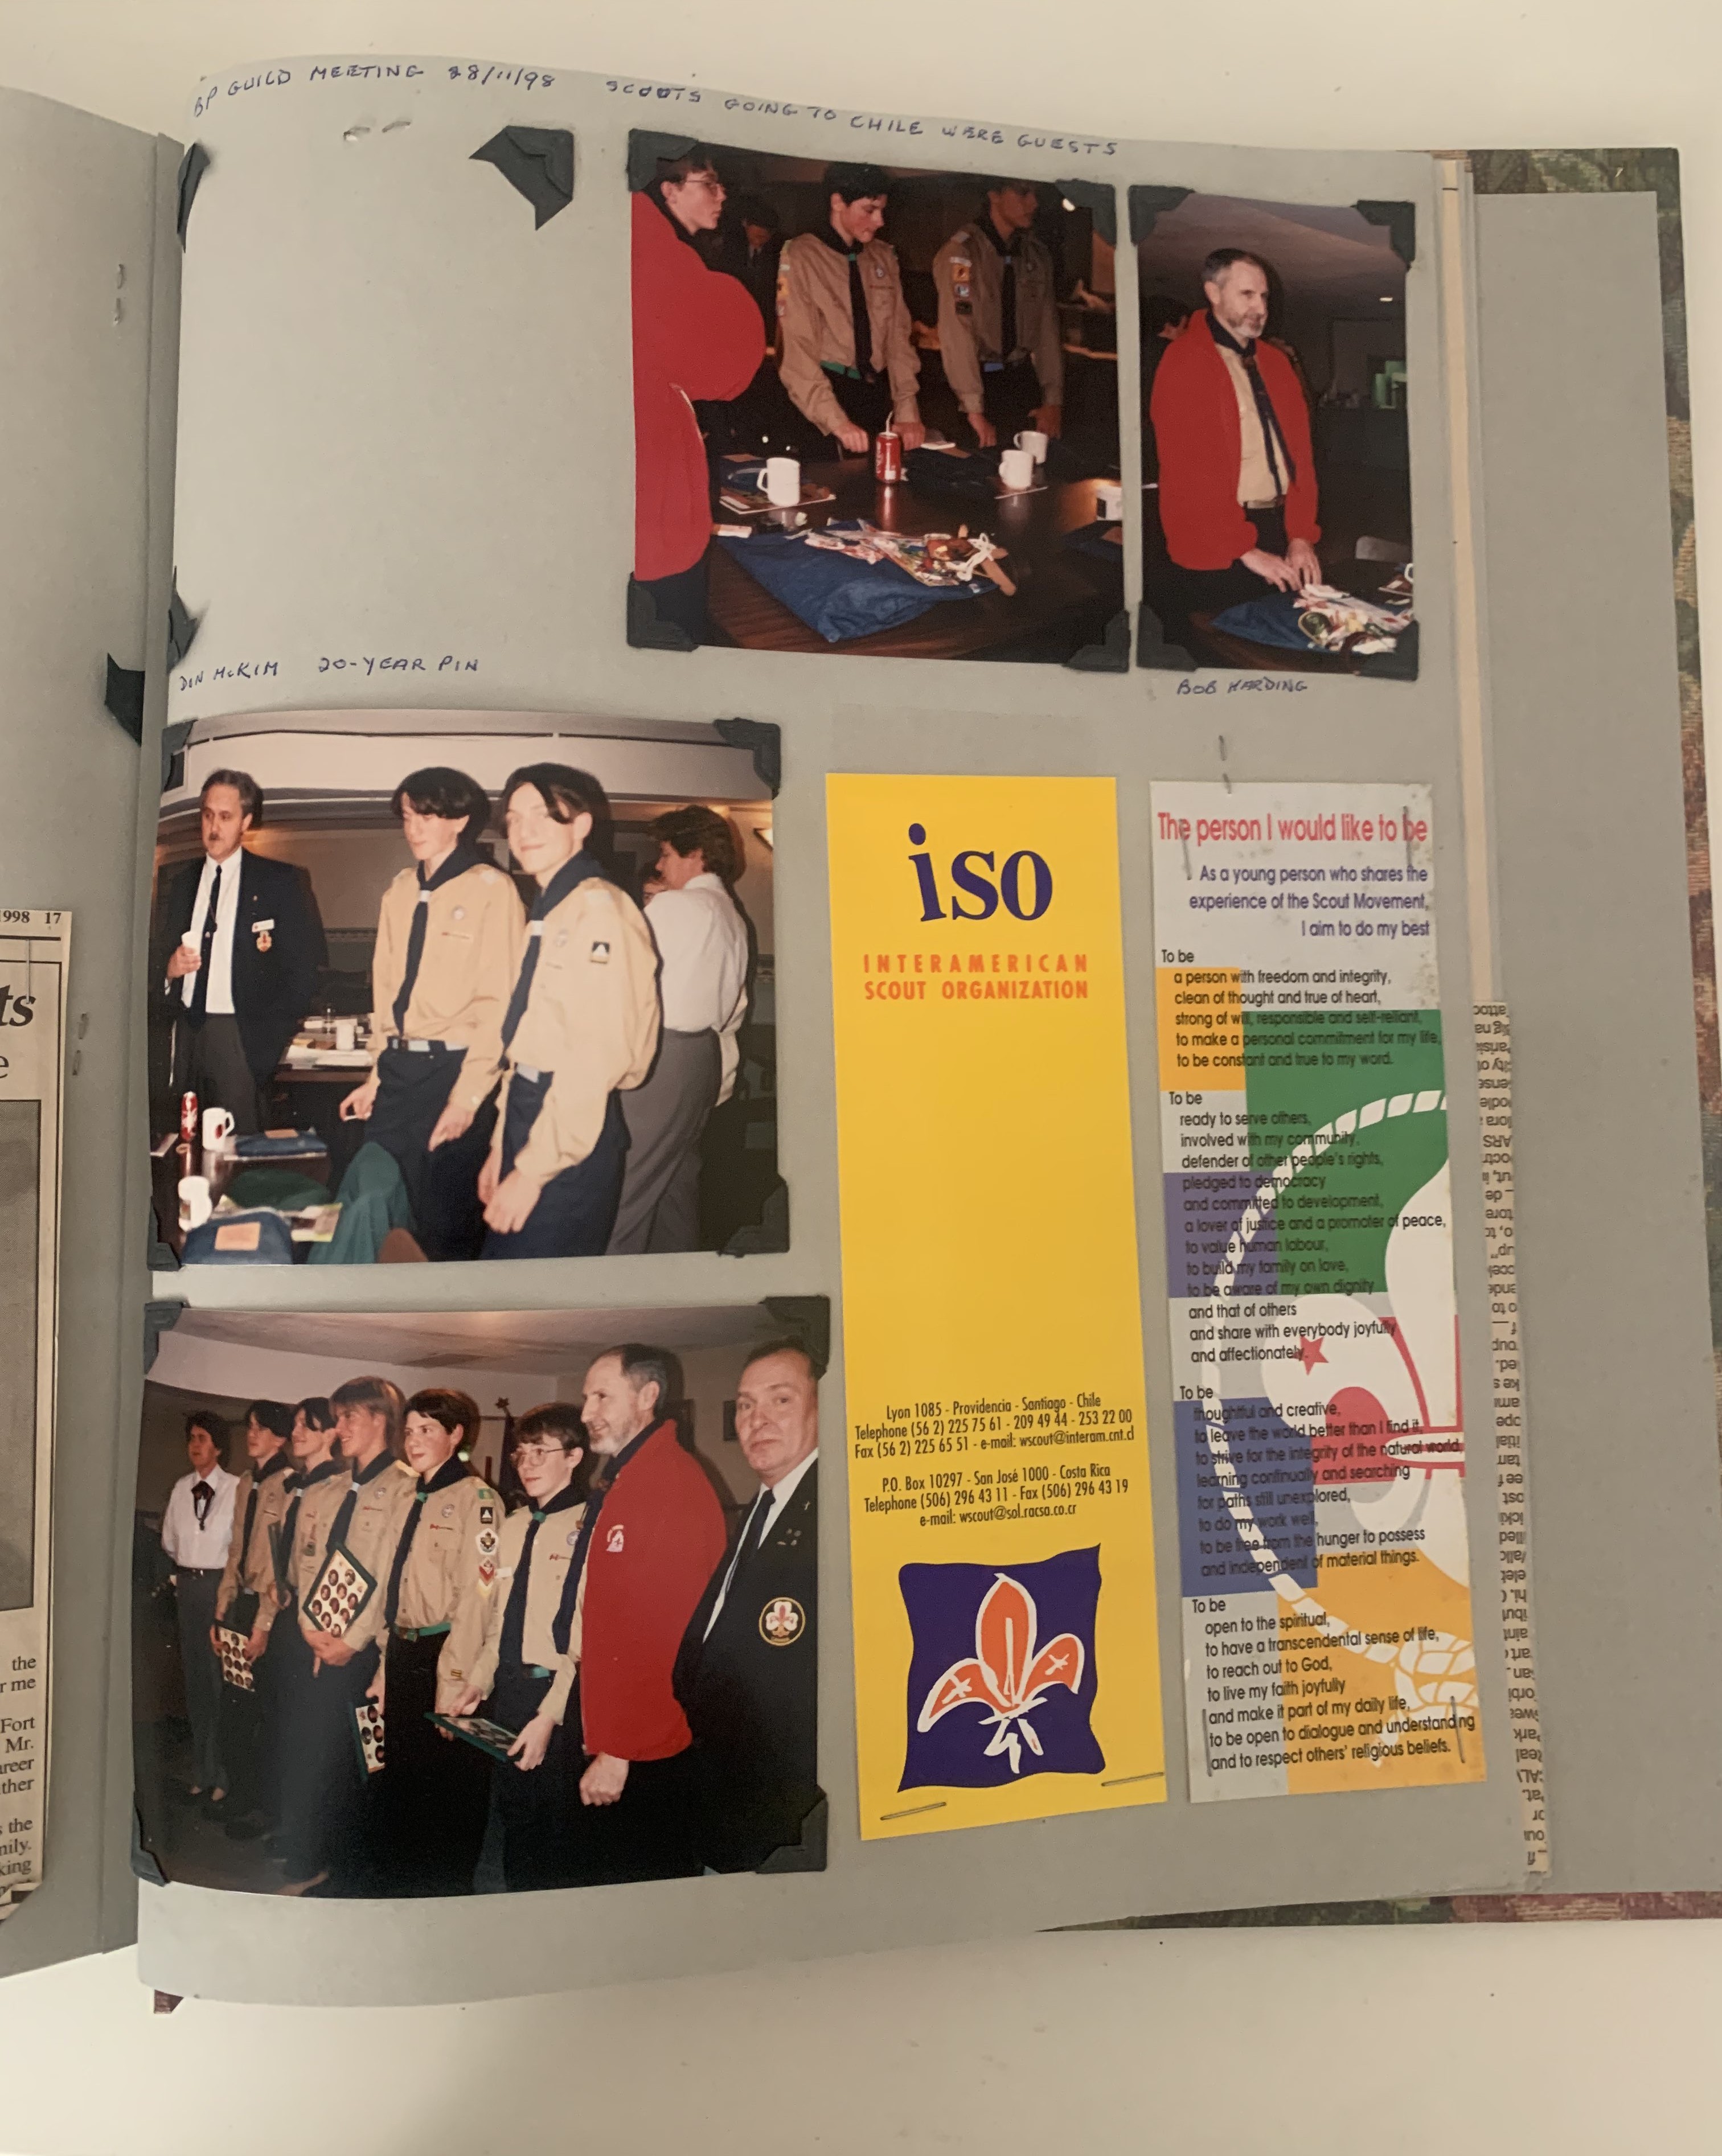 BP GUILD MEETING 28/11/98 SCOUTS GOING TO CHILE WERE GUESTS
DON McKIM 20-YEAR PIN
BOB HARDING
1998 17
ts
e
the
r me
Fort
Mr.
areer
ther
s the
mily.
king
iso
INTERAMERICAN
SCOUT ORGANIZATION
Lyon 1085 - Providencia - Santiago - Chile
Telephone (56 2) 225 75 61 - 209 49 44 - 253 22 00
Fax (56 2) 225 65 51 - e-mail: wscout@interam.cnt.cl
P.O. Box 10297 - San José 1000 - Costa Rica
Telephone (506) 296 43 11 - Fax (506) 296 43 19
e-mail: wscout@sol.racsa.co.cr
The person I would like to be
As a young person who shares the
experience of the Scout Movement,
I aim to do my best
To be
a person with freedom and integrity,
clean of thought and true of heart,
strong of will, responsible and self-reliant,
to make a personal commitment for my life,
to be constant and true to my word.
To be
ready to serve others,
involved with my community,
defender of other people's rights,
pledged to democracy
and committed to development,
a lover of justice and a promoter of peace,
to value human labour,
to build my family on love,
to be aware of my own dignity
and that of others
and share with everybody joyfully
and affectionately.
To be
thoughtful and creative,
to leave the world better than I find it,
to strive for the integrity of the natural world,
learning continually and searching
for paths still unexplored,
to do my work well,
to be free from the hunger to possess
and independent of material things.
To be
open to the spiritual,
to have a transcendental sense of life,
to reach out to God,
to live my faith joyfully
and make it part of my daily life,
to be open to dialogue and understanding
and to respect others' religious beliefs.